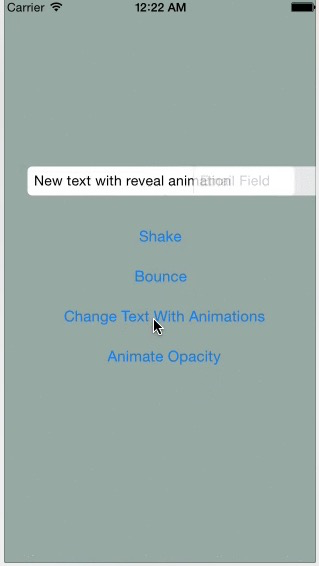 Carrier 12:22 AM
New text with reveal animation Email Field
Shake
Bounce
Change Text With Animations
Animate Opacity